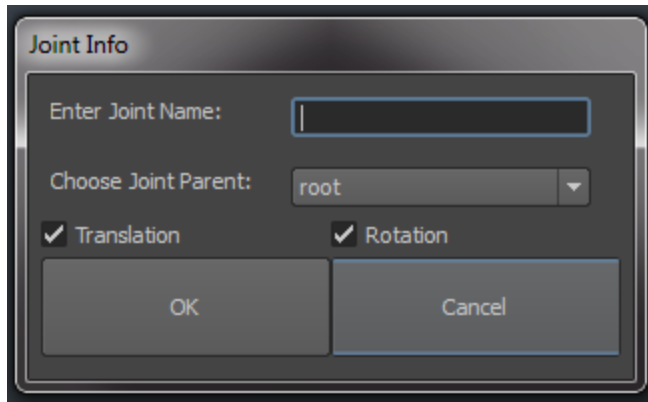 Joint Info
Enter Joint Name:
Choose Joint Parent: root
Translation Rotation
OK Cancel